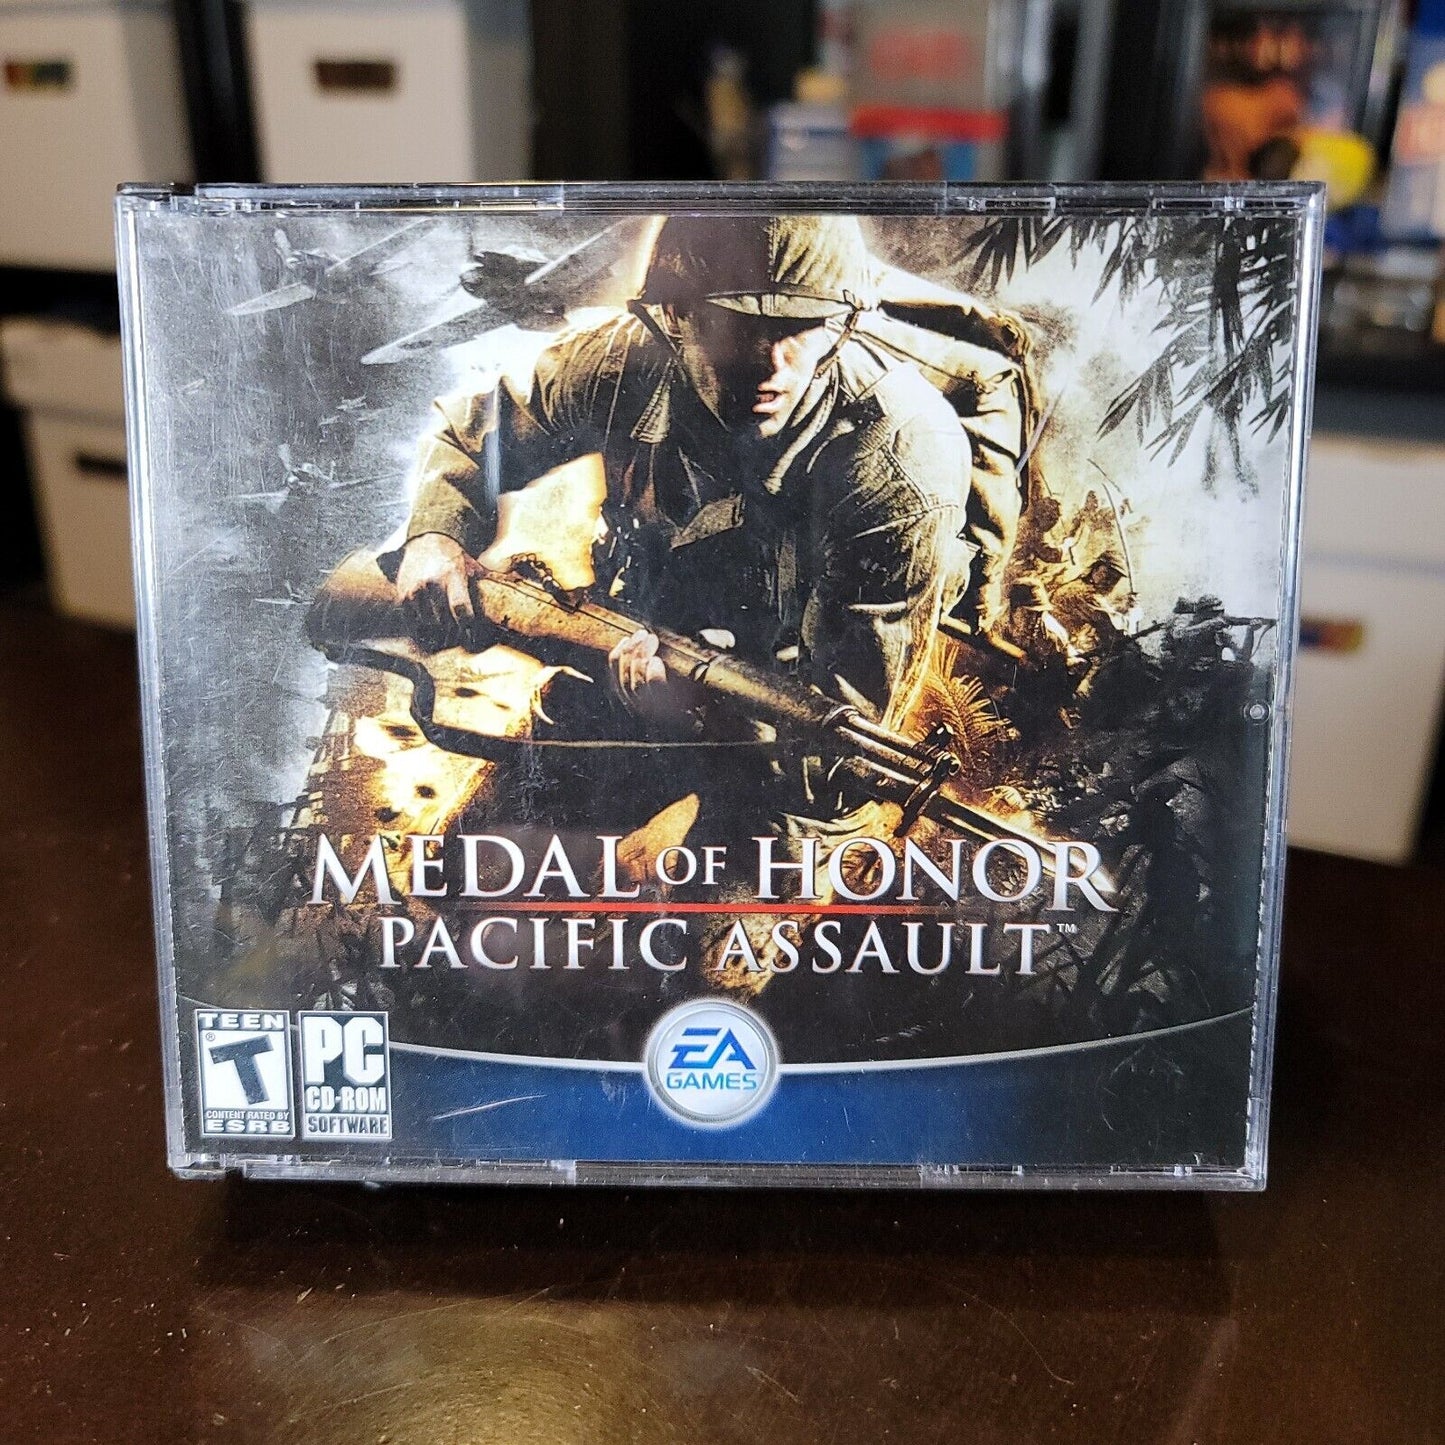 MEDAL OF HONOR
PACIFIC ASSAULT™
TEEN
T
®
CONTENT RATED BY
ESRB
PC
CD-ROM
SOFTWARE
EA
GAMES